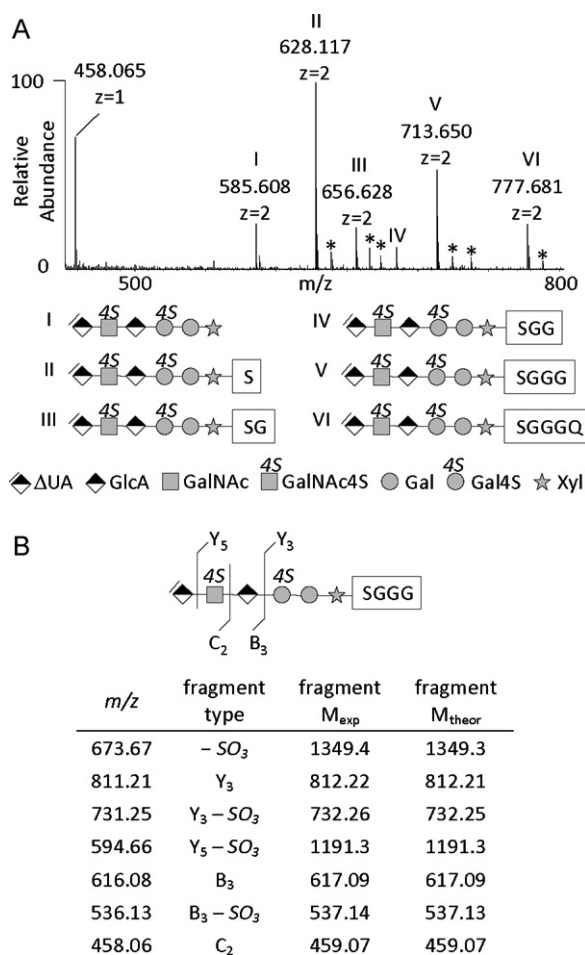 A
II
628.117
z=2
100
458.065
z=1
V
713.650
z=2
Relative
Abundance
I
585.608
z=2
III
656.628
z=2
VI
777.681
z=2
* * * IV * * *
0
500
m/z
800
I 4S 4S
IV 4S 4S SGG
II 4S 4S S
V 4S 4S SGGG
III 4S 4S SG
VI 4S 4S SGGGQ
ΔUA GlcA GalNAc 4S GalNAc4S Gal 4S Gal4S Xyl
B
Y5 Y3
4S 4S SGGG
C2 B3
m/z fragment type fragment Mexp fragment Mtheor
673.67 – SO3 1349.4 1349.3
811.21 Y3 812.22 812.21
731.25 Y3 – SO3 732.26 732.25
594.66 Y5 – SO3 1191.3 1191.3
616.08 B3 617.09 617.09
536.13 B3 – SO3 537.14 537.13
458.06 C2 459.07 459.07